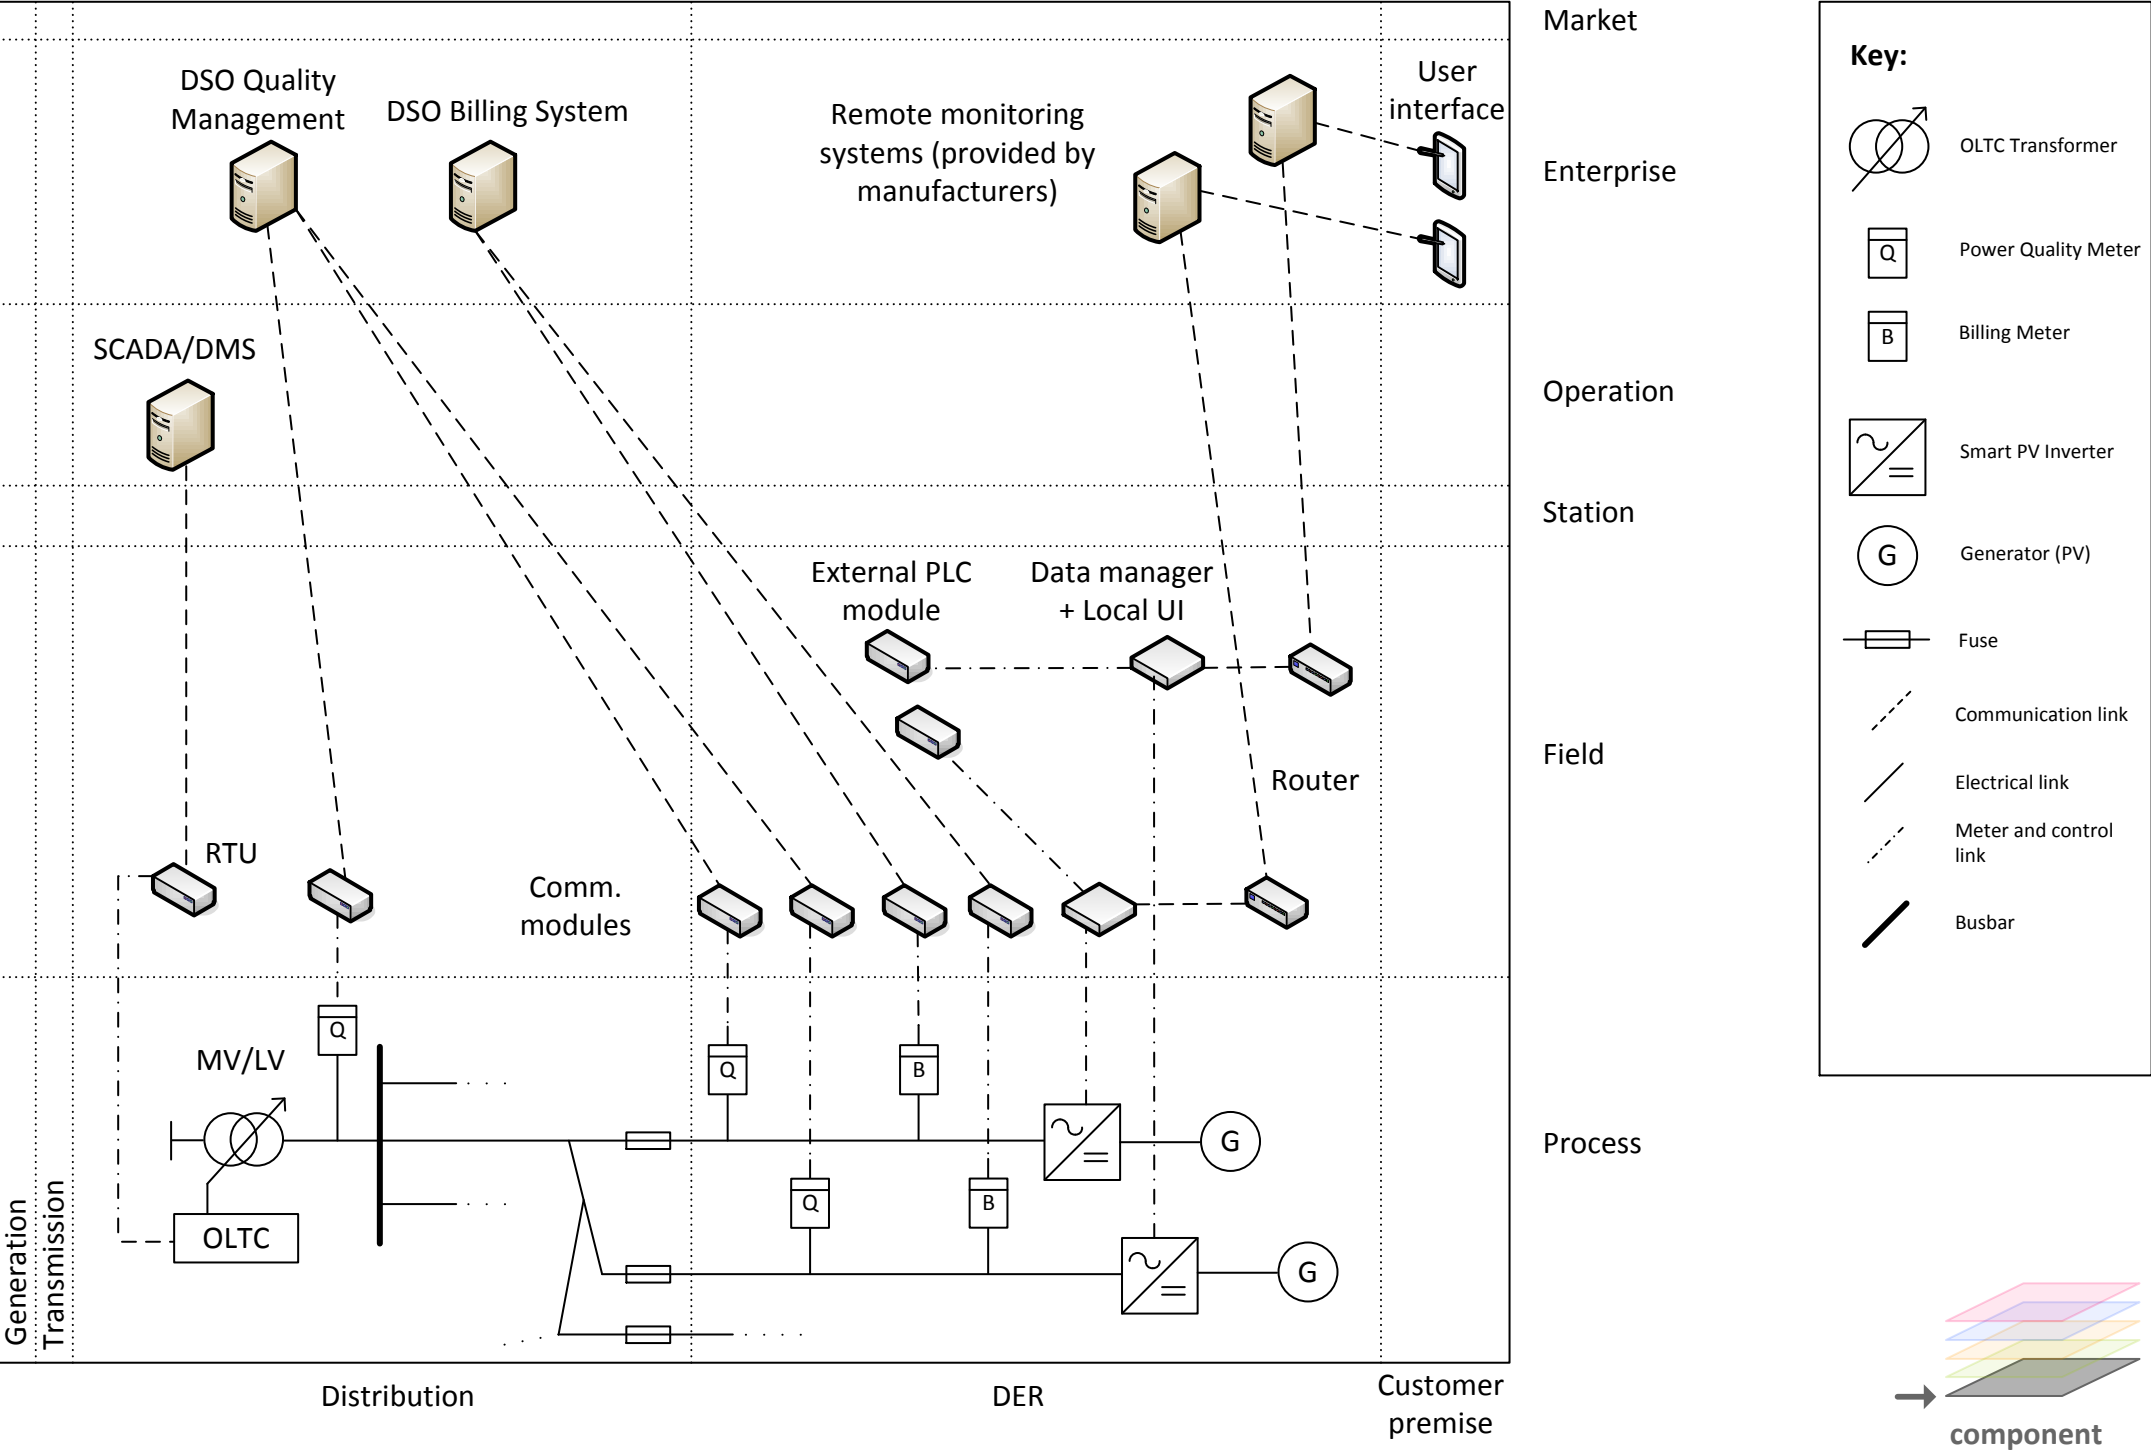 Market
DSO Quality
Management
DSO Billing System
Remote monitoring
systems (provided by
manufacturers)
User
interface
Enterprise
SCADA/DMS
Operation
Station
External PLC
module
Data manager
+ Local UI
Field
Router
RTU
Comm.
modules
Q
MV/LV
Q
B
G
Process
Q
B
OLTC
G
Generation
Transmission
Distribution
DER
Customer
premise
Key:
OLTC Transformer
Q
Power Quality Meter
B
Billing Meter
Smart PV Inverter
G
Generator (PV)
Fuse
Communication link
Electrical link
Meter and control
link
Busbar
component